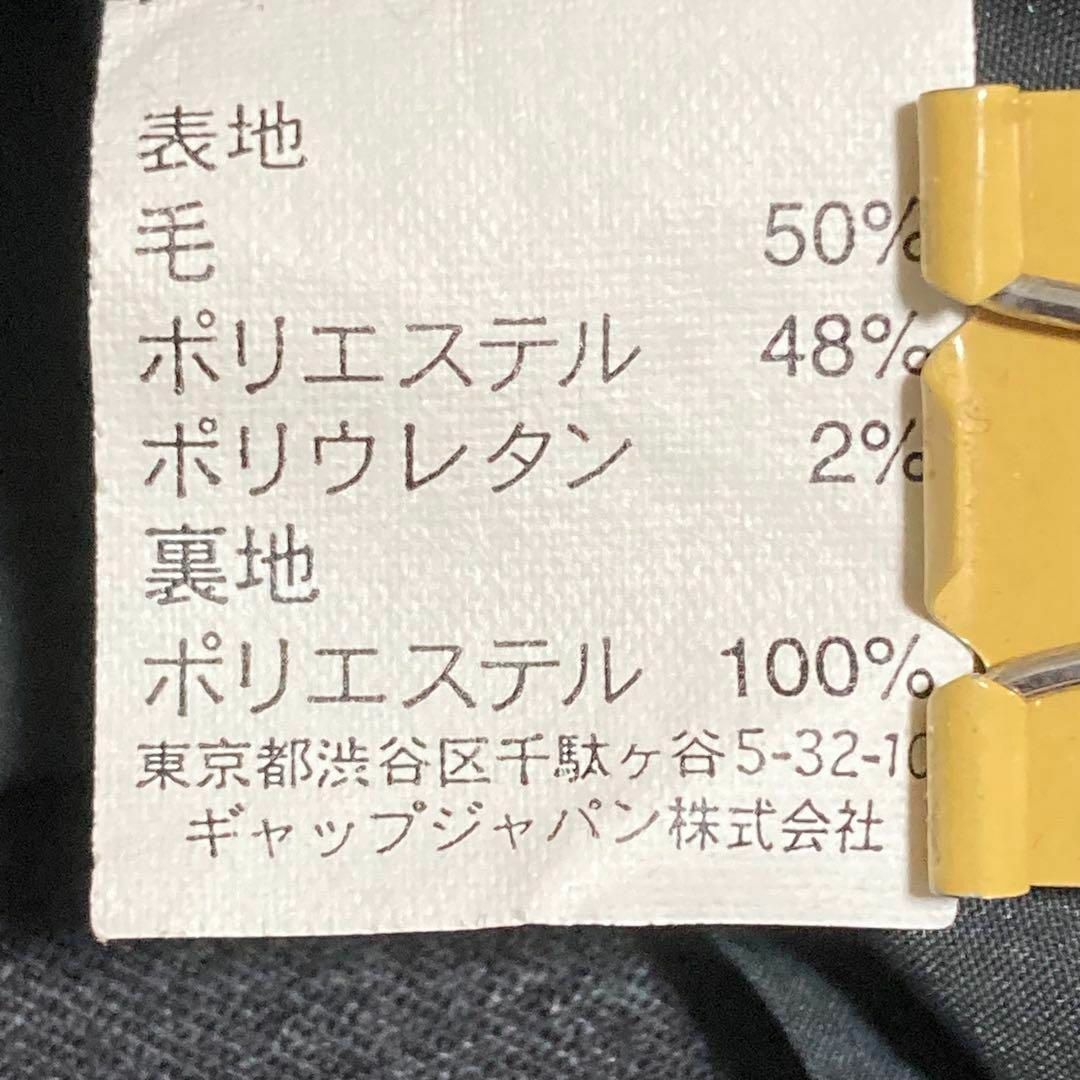 表地
毛 50%
ポリエステル 48%
ポリウレタン 2%
裏地
ポリエステル 100%
東京都渋谷区千駄ヶ谷5-32-10
ギャップジャパン株式会社